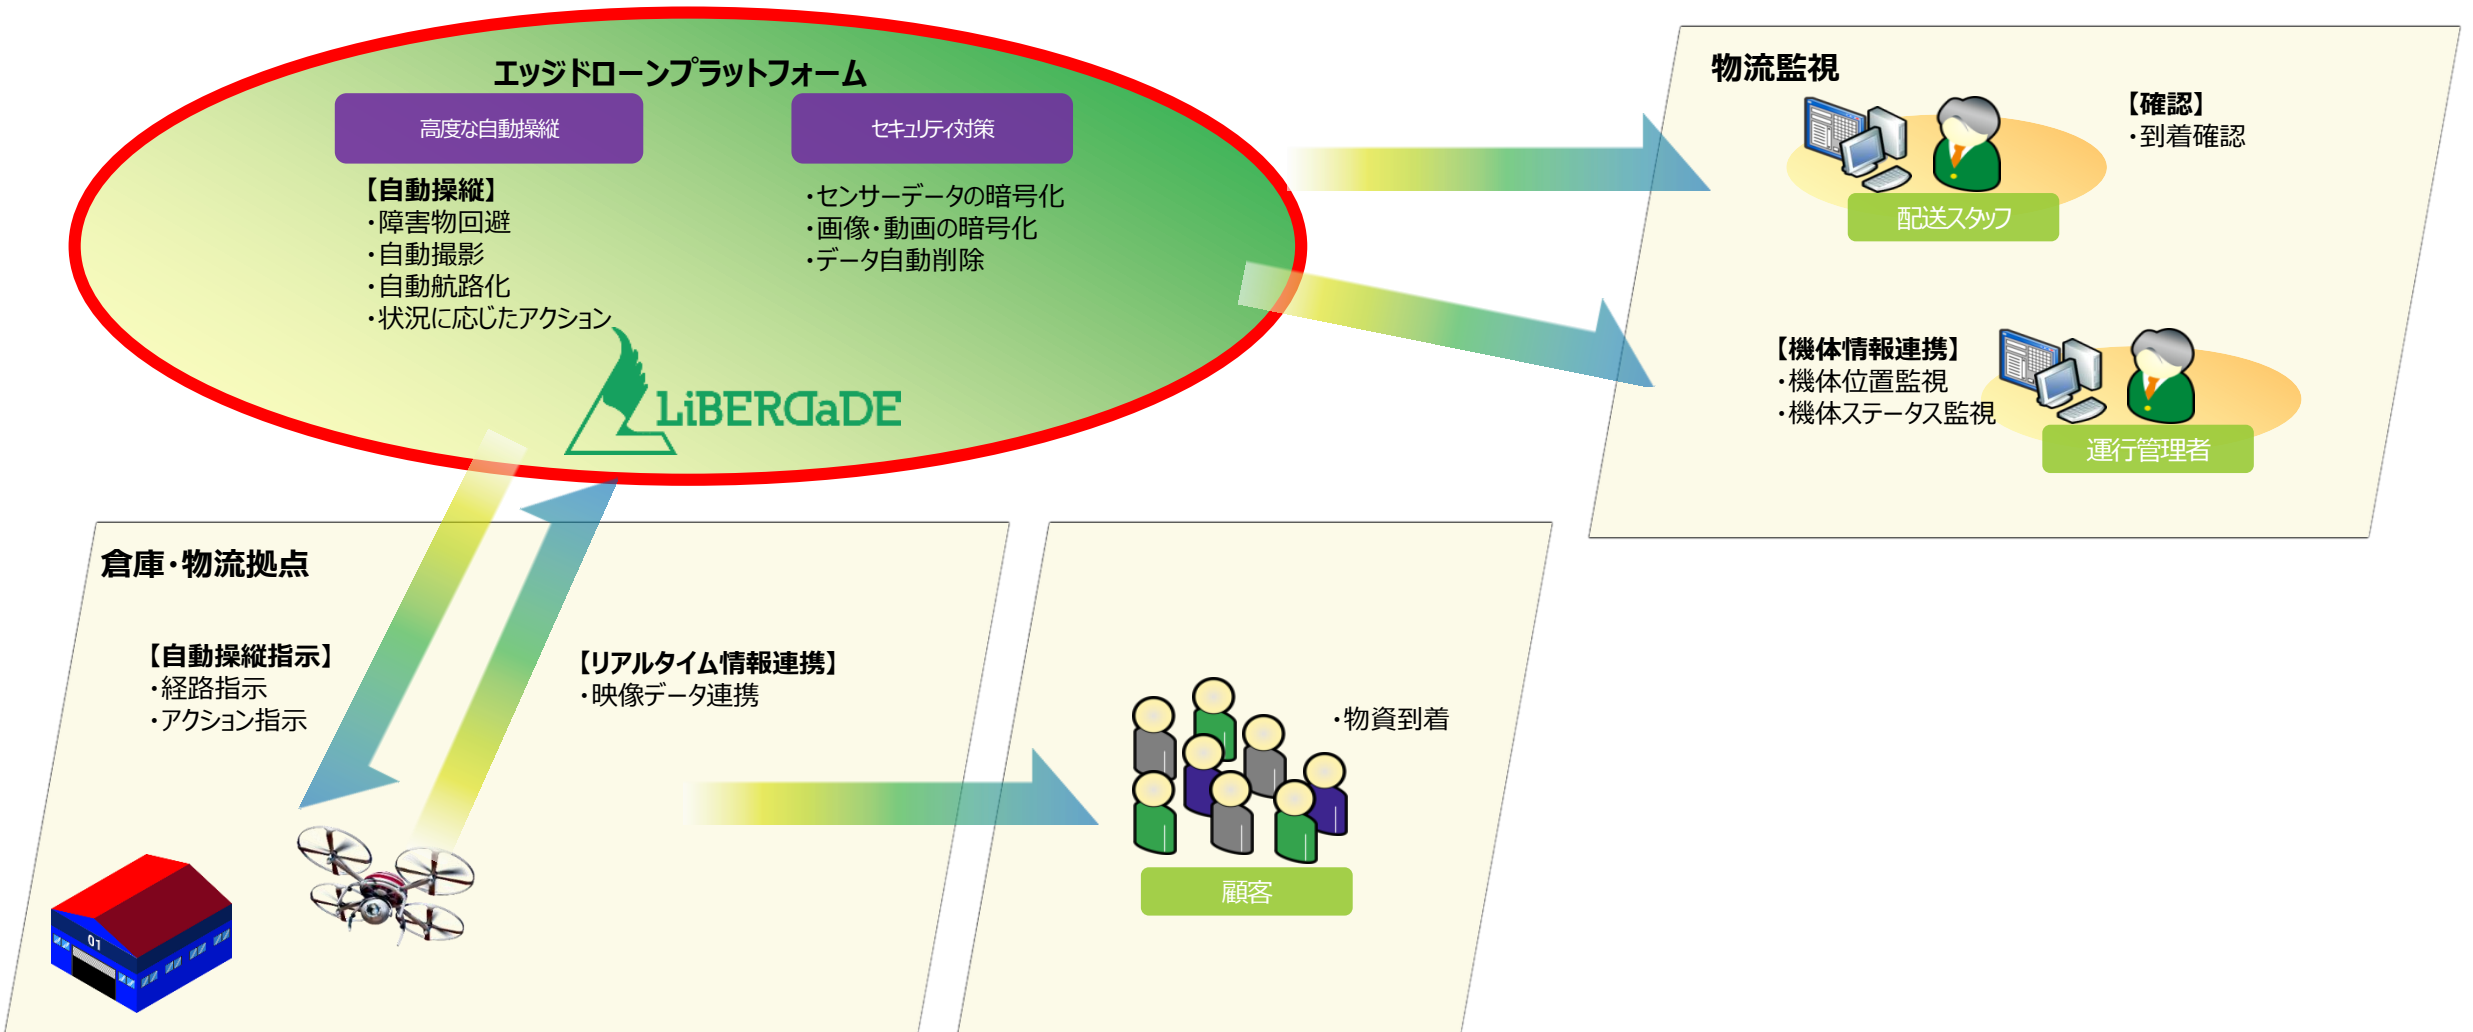 エッジドローンプラットフォーム
高度な自動操縦
セキュリティ対策
【自動操縦】
・障害物回避
・自動撮影
・自動航路化
・状況に応じたアクション
・センサーデータの暗号化
・画像・動画の暗号化
・データ自動削除
LiBERDaDE
物流監視
【確認】
・到着確認
配送スタッフ
【機体情報連携】
・機体位置監視
・機体ステータス監視
運行管理者
倉庫・物流拠点
【自動操縦指示】
・経路指示
・アクション指示
【リアルタイム情報連携】
・映像データ連携
01
・物資到着
顧客